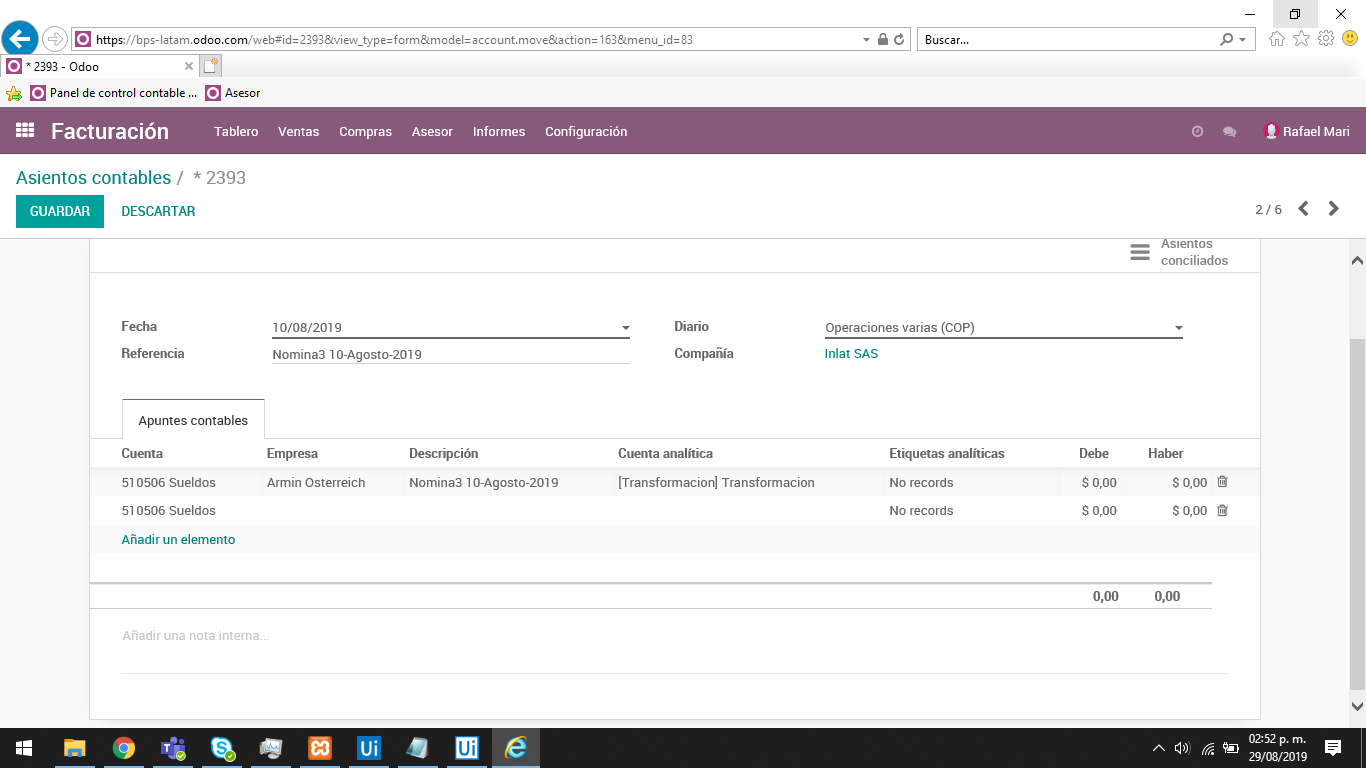 https://bps-latam.odoo.com/web#id=2393&view_type=form&model=account.move&action=163&menu_id=83
Buscar...
* 2393 - Odoo
Panel de control contable ...
Asesor
Facturación
Tablero
Ventas
Compras
Asesor
Informes
Configuración
Rafael Mari
Asientos contables / * 2393
GUARDAR
DESCARTAR
2 / 6
Asientos
conciliados
Fecha
10/08/2019
Diario
Operaciones varias (COP)
Referencia
Nomina3 10-Agosto-2019
Compañía
Inlat SAS
Apuntes contables
Cuenta Empresa Descripción Cuenta analítica Etiquetas analíticas Debe Haber
510506 Sueldos Armin Osterreich Nomina3 10-Agosto-2019 [Transformacion] Transformacion No records $ 0,00 $ 0,00
510506 Sueldos No records $ 0,00 $ 0,00
Añadir un elemento
0,00 0,00
Añadir una nota interna...
Ui
Ui
02:52 p. m.
29/08/2019